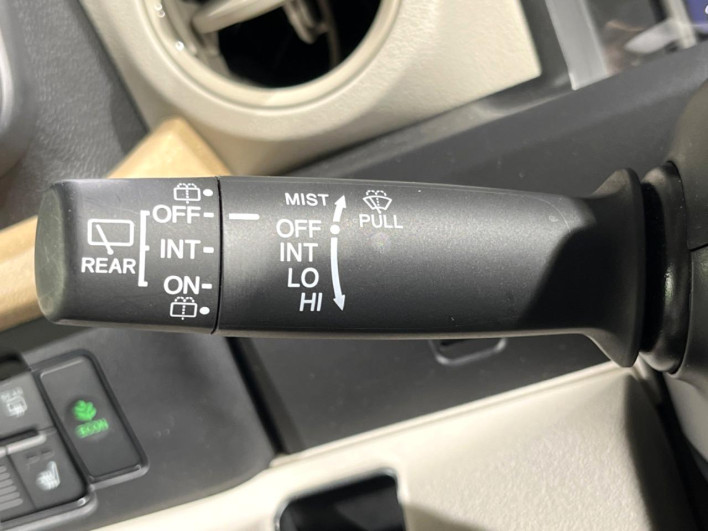 MIST
PULL
OFF
OFF
INT
INT
REAR
LO
ON
HI
ECON